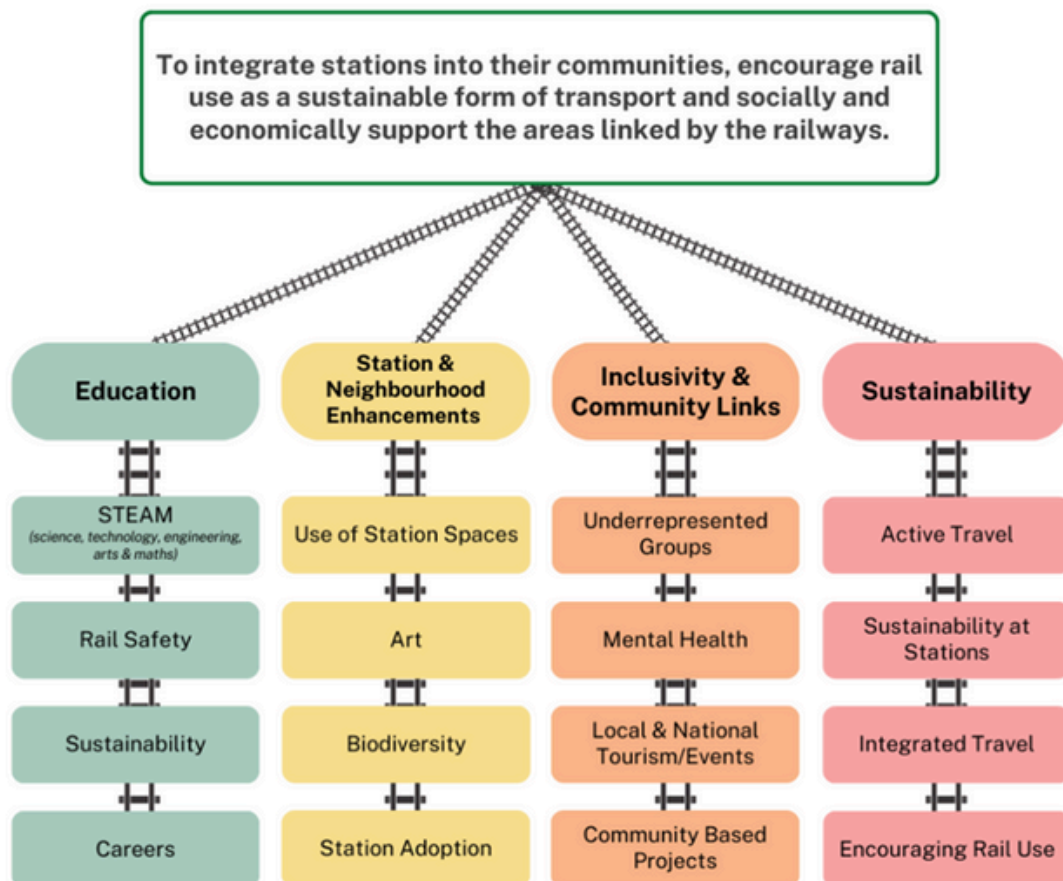 To integrate stations into their communities, encourage rail
use as a sustainable form of transport and socially and
economically support the areas linked by the railways.
Education
STEAM
(science, technology, engineering,
arts & maths)
Rail Safety
Sustainability
Careers
Station &
Neighbourhood
Enhancements
Use of Station Spaces
Art
Biodiversity
Station Adoption
Inclusivity &
Community Links
Underrepresented
Groups
Mental Health
Local & National
Tourism/Events
Community Based
Projects
Sustainability
Active Travel
Sustainability at
Stations
Integrated Travel
Encouraging Rail Use